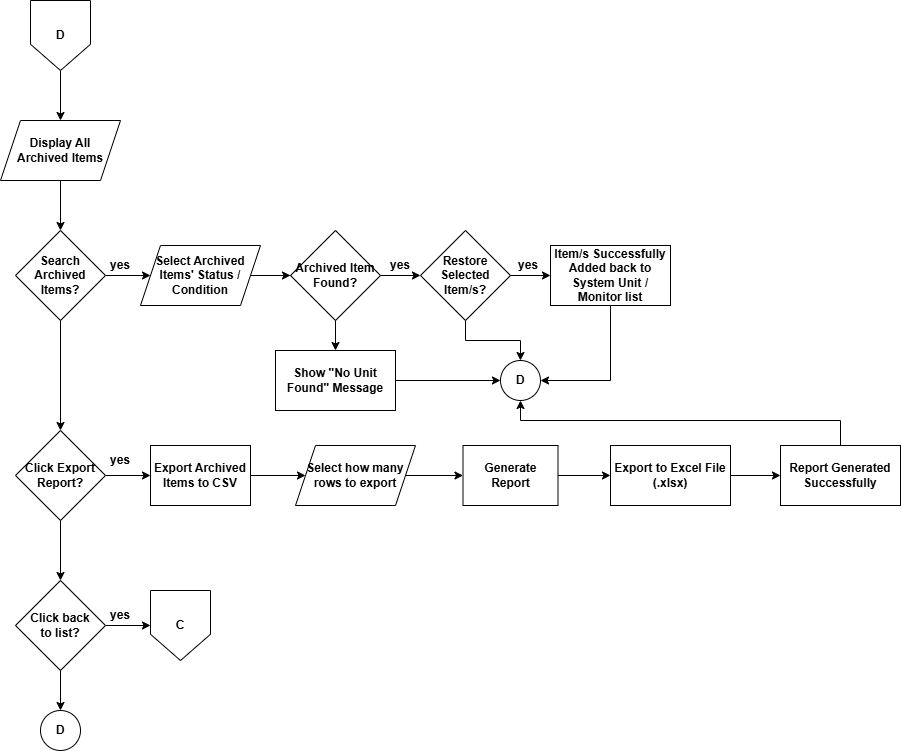 D
Display All
Archived Items
Search
Archived
Items?
yes
Select Archived
Items' Status /
Condition
Archived Item
Found?
yes
Restore
Selected
Item/s?
yes
Item/s Successfully
Added back to
System Unit /
Monitor list
Show "No Unit
Found" Message
D
Click Export
Report?
yes
Export Archived
Items to CSV
Select how many
rows to export
Generate
Report
Export to Excel File
(.xlsx)
Report Generated
Successfully
Click back
to list?
yes
C
D